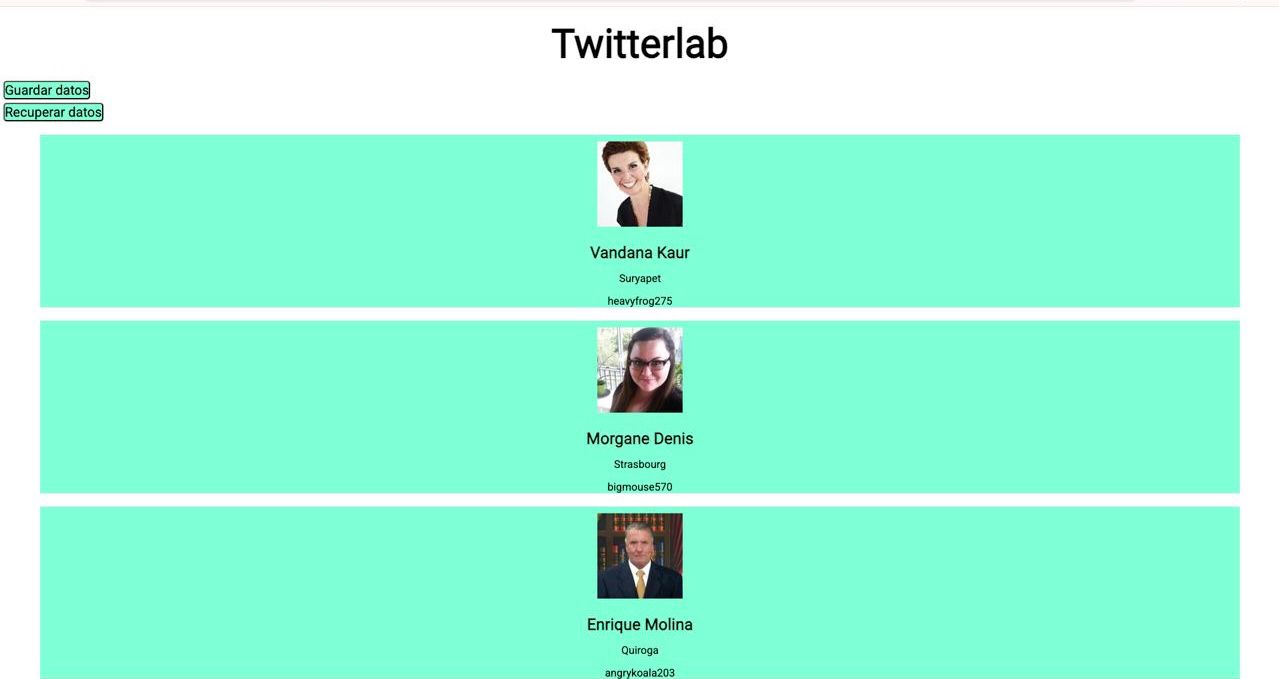 Twitterlab
Guardar datos
Recuperar datos
Vandana Kaur
Suryapet
heavyfrog275
Morgane Denis
Strasbourg
bigmouse570
Enrique Molina
Quiroga
angrykoala203